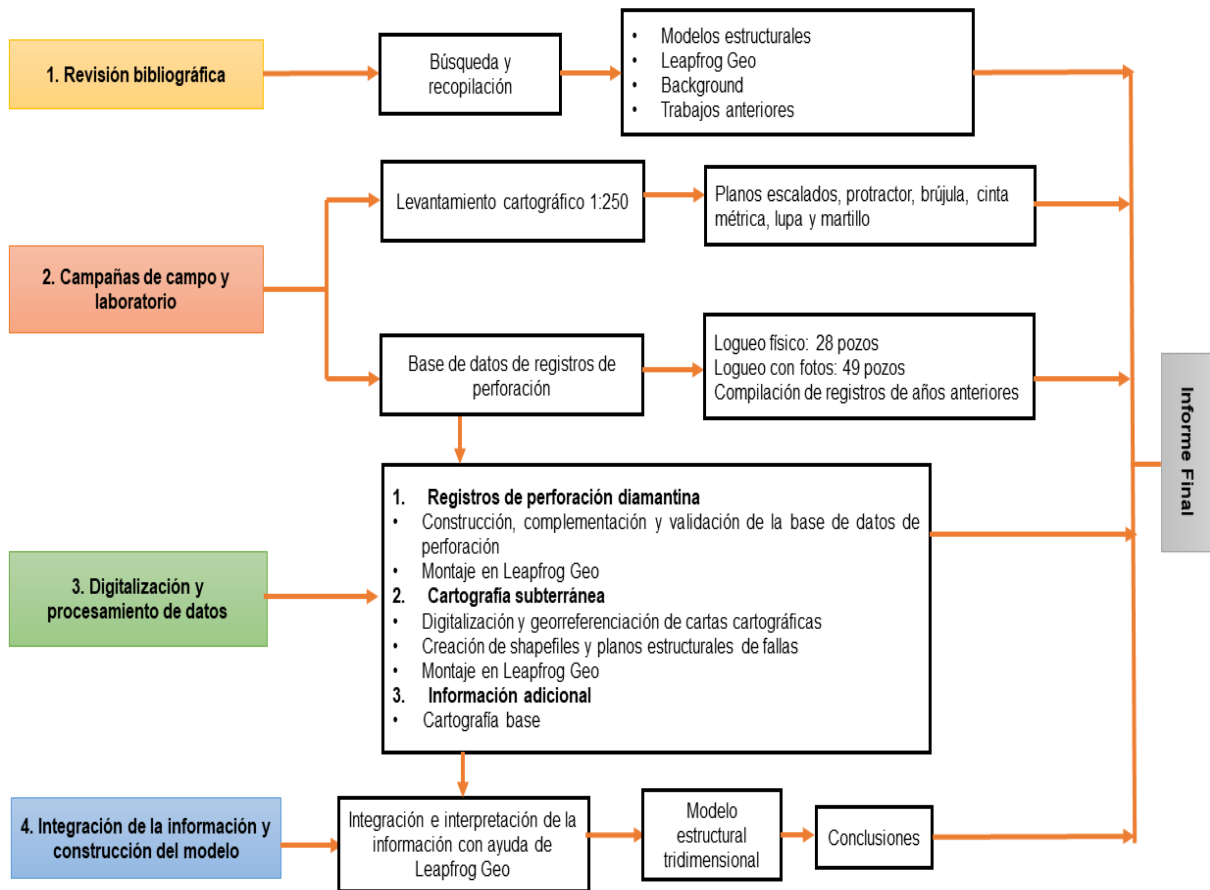 1. Revisión bibliográfica
Búsqueda y
recopilación
• Modelos estructurales
• Leapfrog Geo
• Background
• Trabajos anteriores
2. Campañas de campo y
laboratorio
Levantamiento cartográfico 1:250
Planos escalados, protractor, brújula, cinta
métrica, lupa y martillo
Base de datos de registros de
perforación
Logueo físico: 28 pozos
Logueo con fotos: 49 pozos
Compilación de registros de años anteriores
3. Digitalización y
procesamiento de datos
1. Registros de perforación diamantina
• Construcción, complementación y validación de la base de datos de
perforación
• Montaje en Leapfrog Geo
2. Cartografía subterránea
• Digitalización y georreferenciación de cartas cartográficas
• Creación de shapefiles y planos estructurales de fallas
• Montaje en Leapfrog Geo
3. Información adicional
• Cartografía base
4. Integración de la información y
construcción del modelo
Integración e interpretación de la
información con ayuda de
Leapfrog Geo
Modelo
estructural
tridimensional
Conclusiones
Informe Final